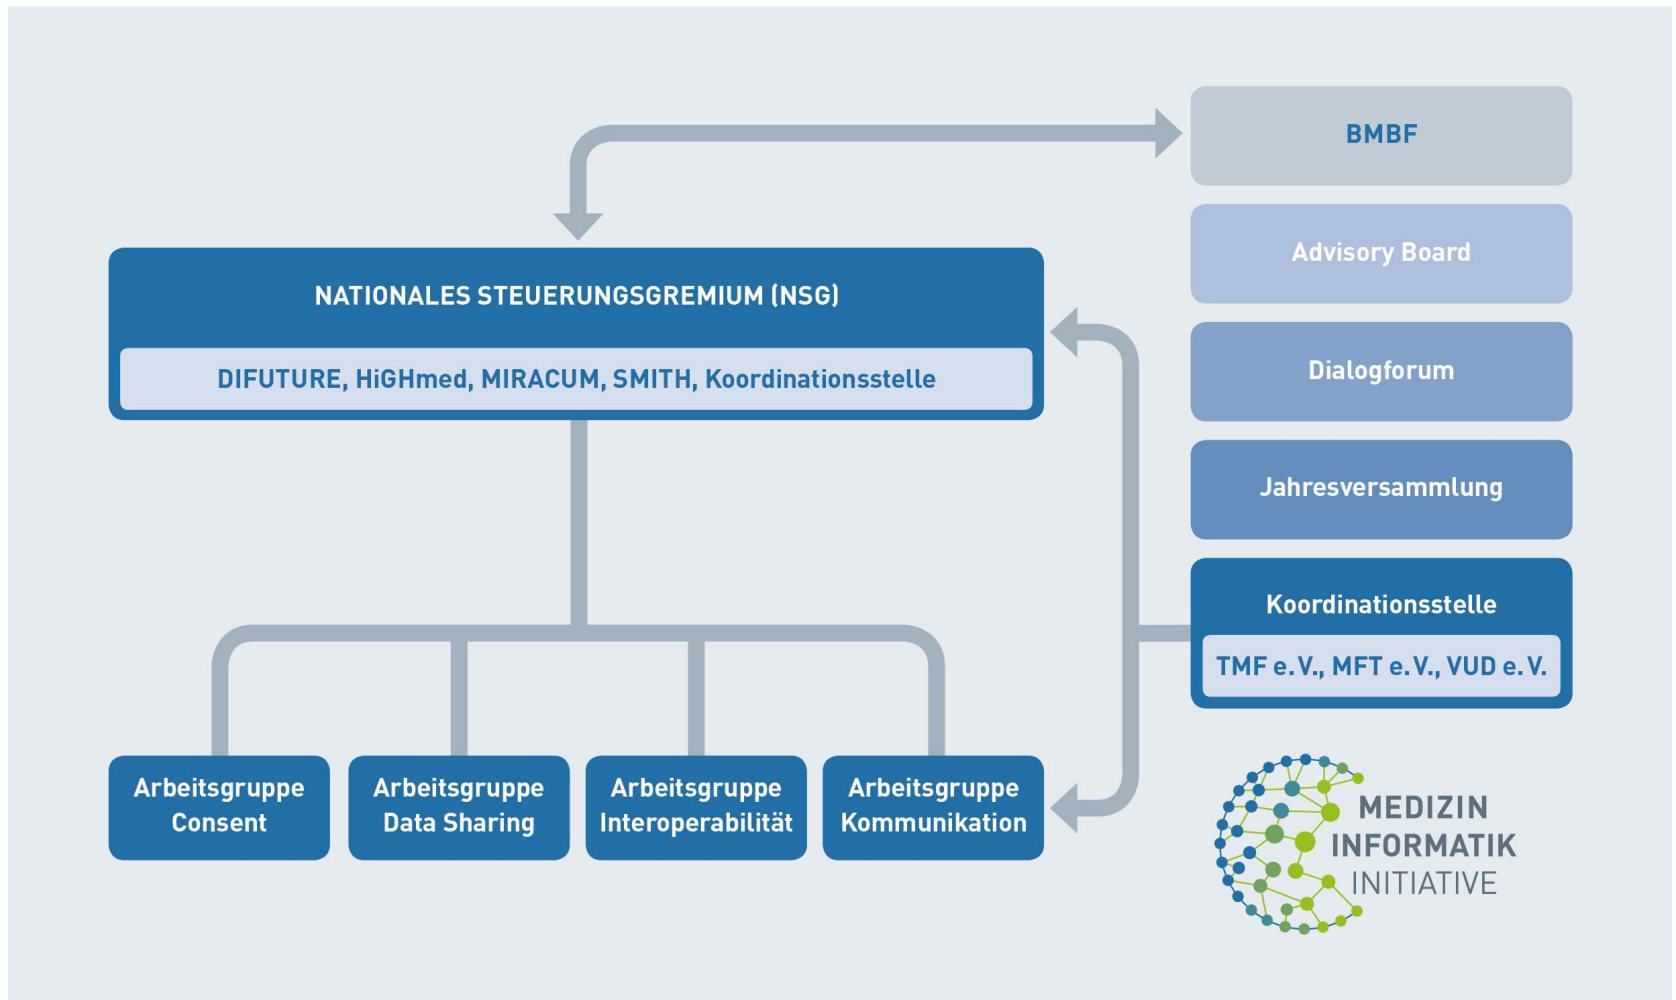 BMBF
Advisory Board
NATIONALES STEUERUNGSGREMIUM (NSG)
DIFUTURE, HiGHmed, MIRACUM, SMITH, Koordinationsstelle
Dialogforum
Jahresversammlung
Koordinationsstelle
TMF e.V., MFT e.V., VUD e.V.
Arbeitsgruppe
Consent
Arbeitsgruppe
Data Sharing
Arbeitsgruppe
Interoperabilität
Arbeitsgruppe
Kommunikation
MEDIZIN
INFORMATIK
INITIATIVE